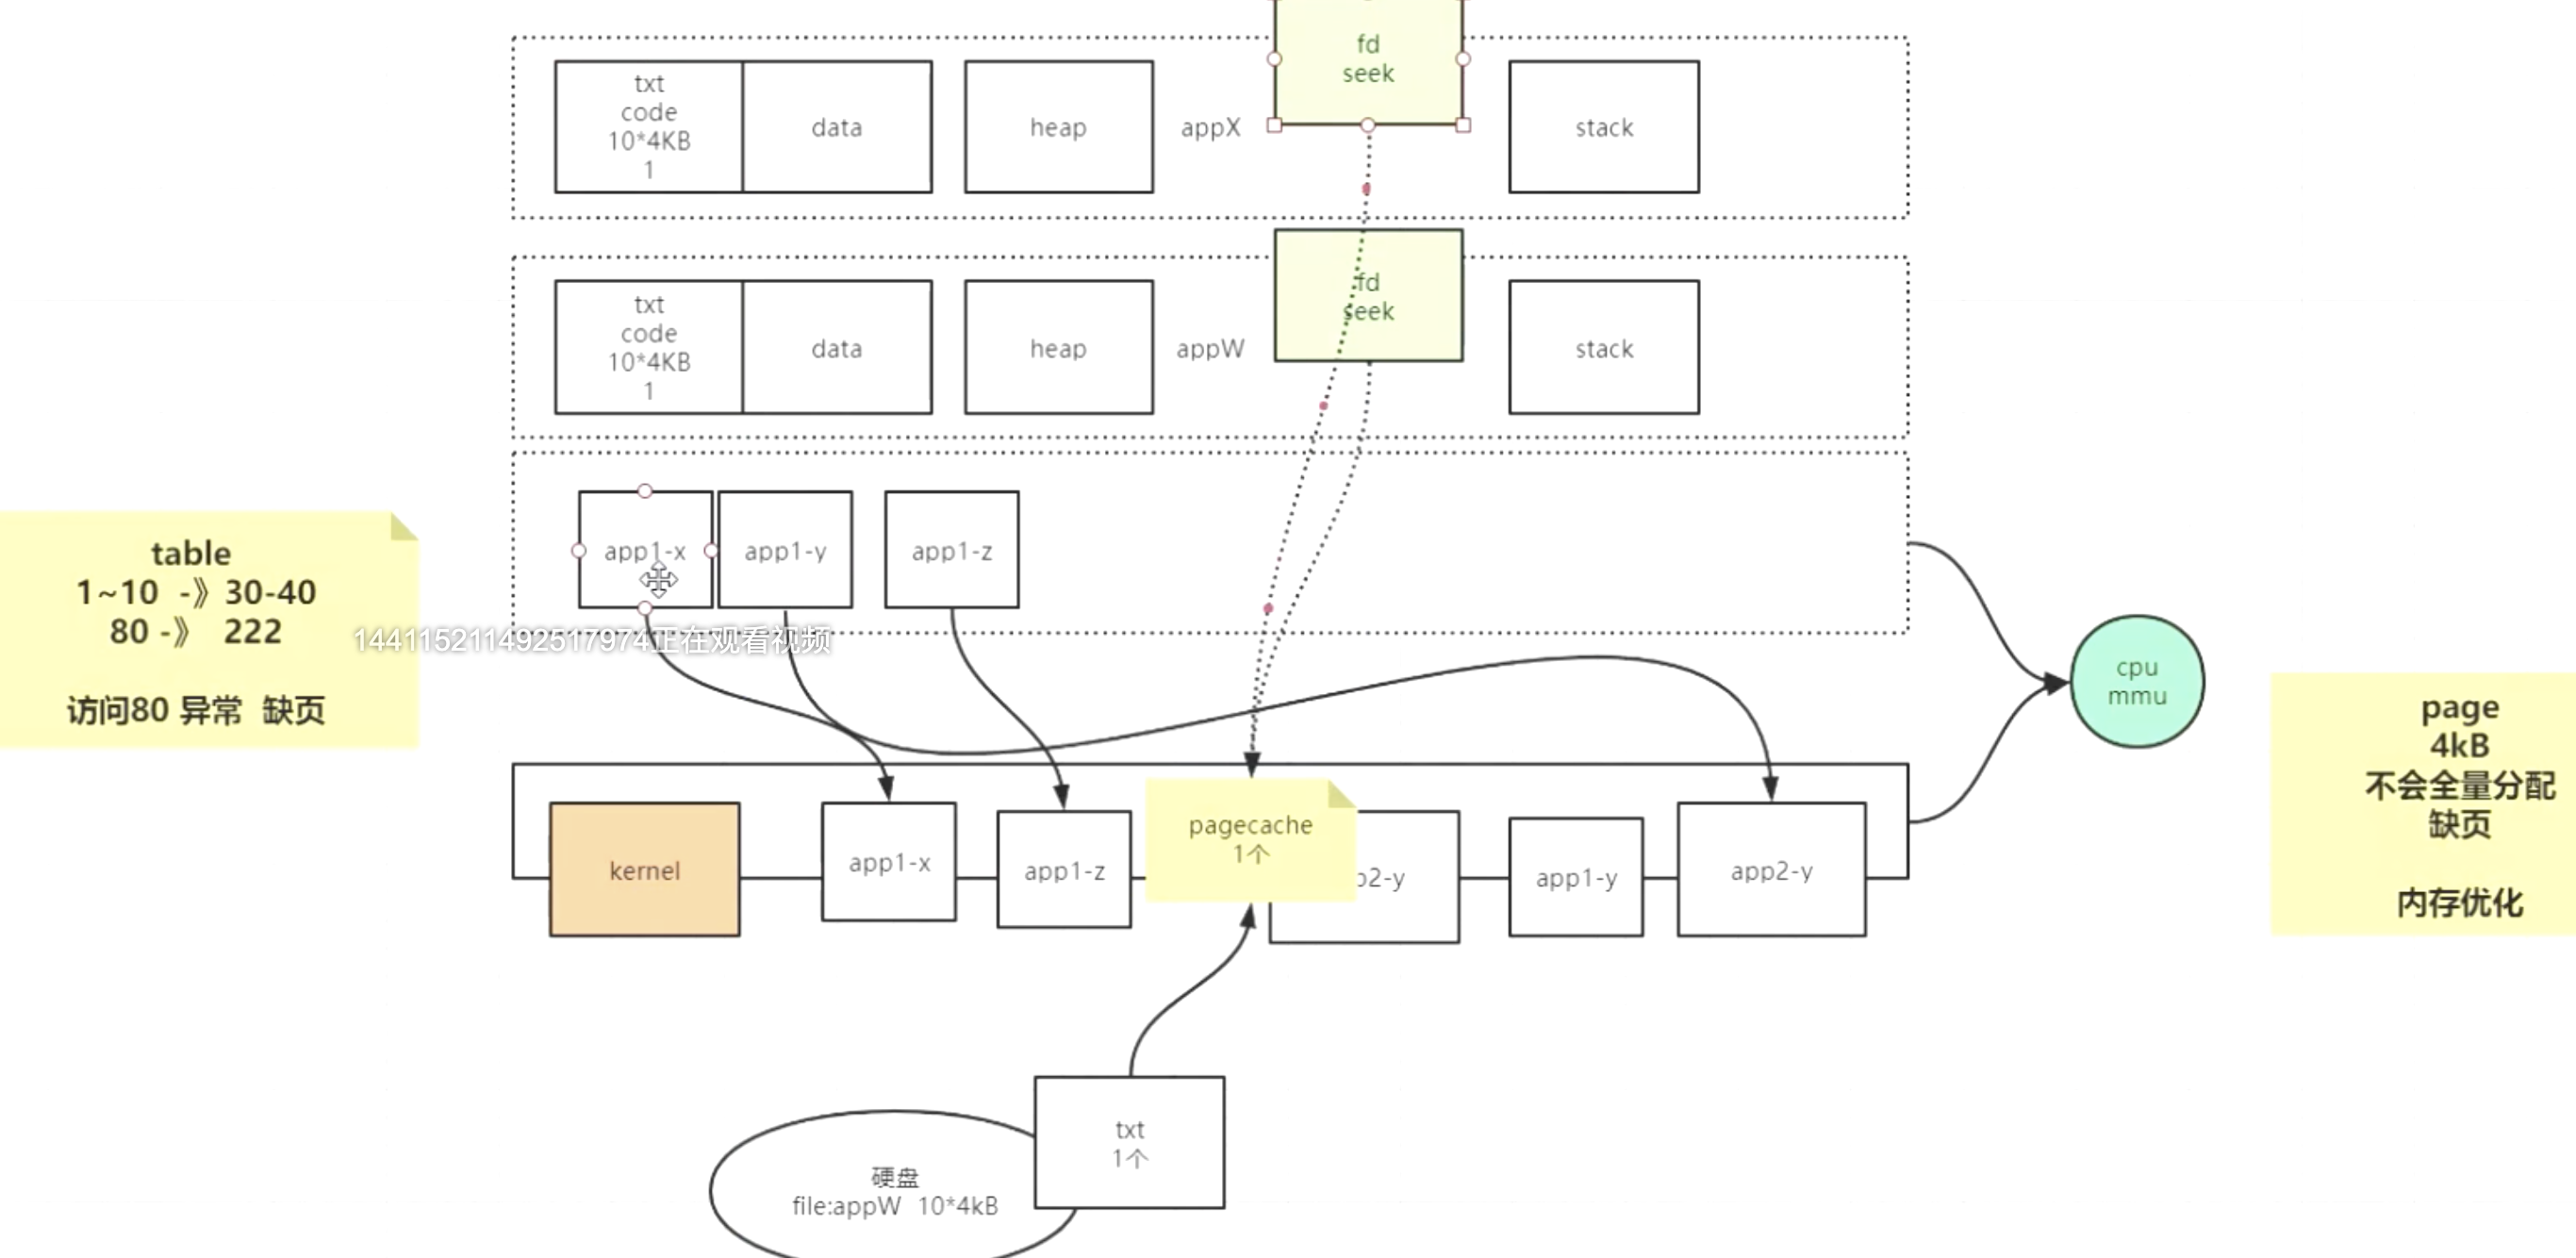 fd
seek
txt
code
10*4KB
1
data
heap
appX
stack
fd
seek
txt
code
10*4KB
1
data
heap
appW
stack
app1-x
app1-y
app1-z
table
1~10 -》30-40
80 -》 222
访问80 异常 缺页
144115211492517974正在观看视频
cpu
mmu
page
4kB
不会全量分配
缺页
内存优化
kernel
app1-x
app1-z
pagecache
1个
p2-y
app1-y
app2-y
txt
1个
硬盘
file:appW 10*4kB